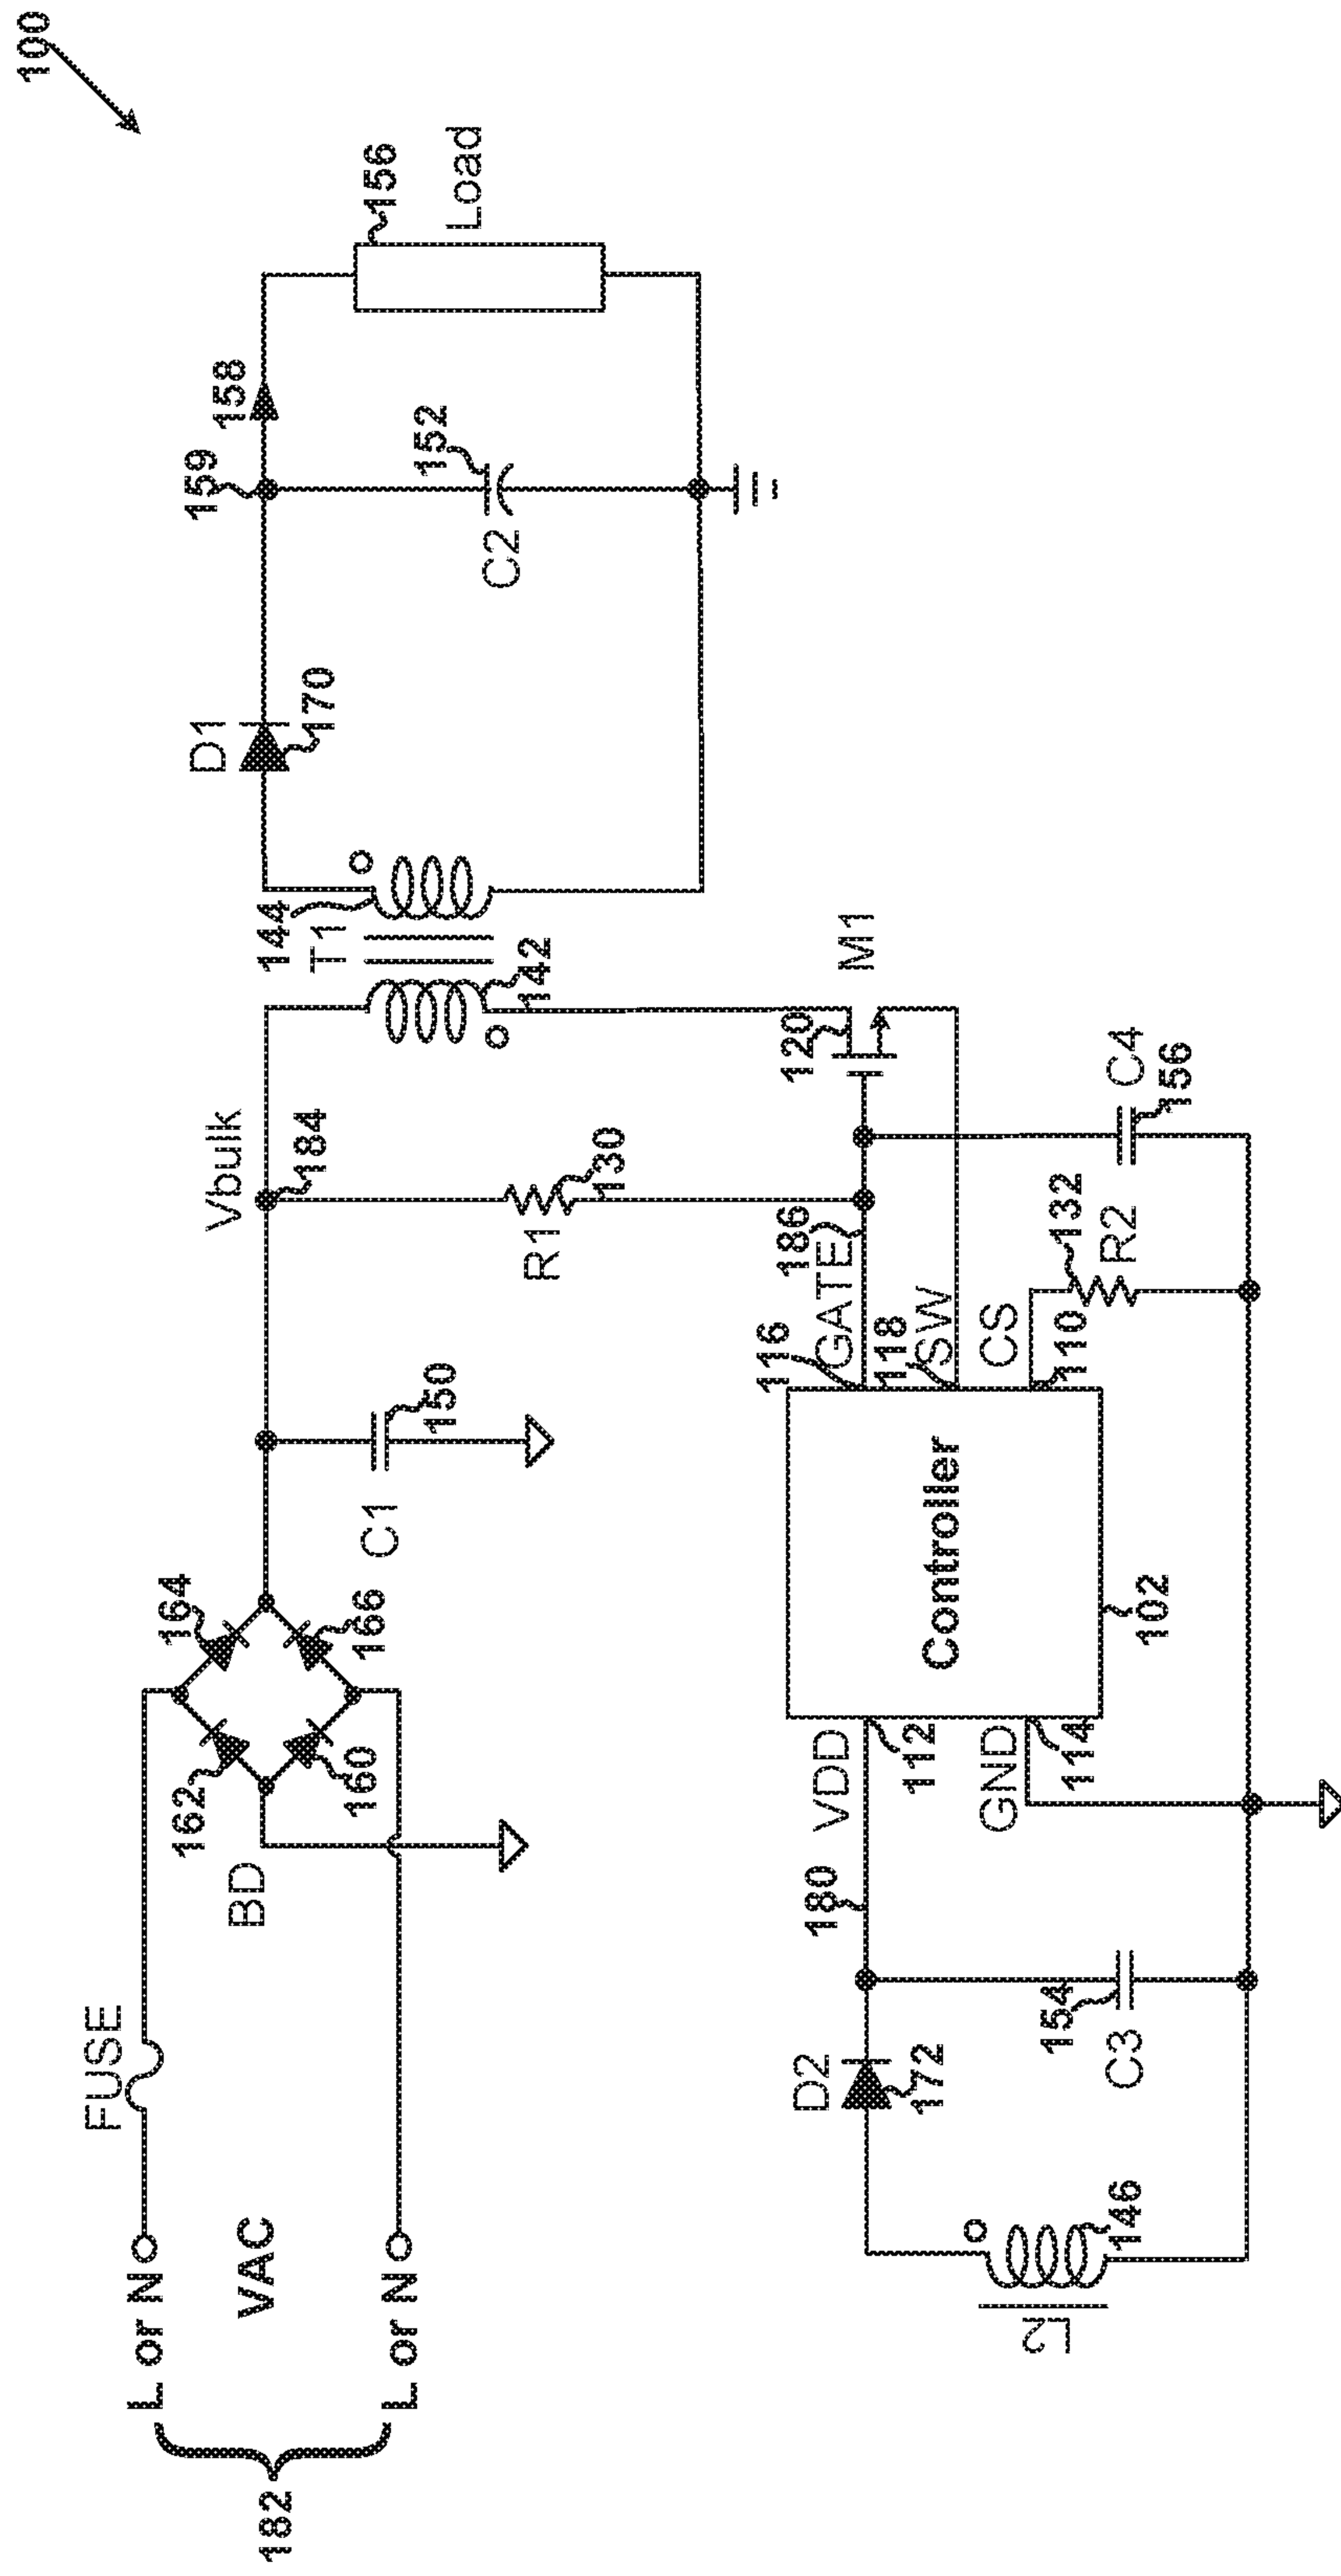 100
FUSE
L or N
VAC
L or N
182
BD
162
164
160
166
C1
150
Vbulk
184
R1
130
T1
144
142
D1
170
159
158
C2
152
156
Load
M1
120
186
116
GATE
118
SW
CS
110
132
R2
C4
156
Controller
102
VDD
112
GND
114
180
D2
172
154
C3
L2
146